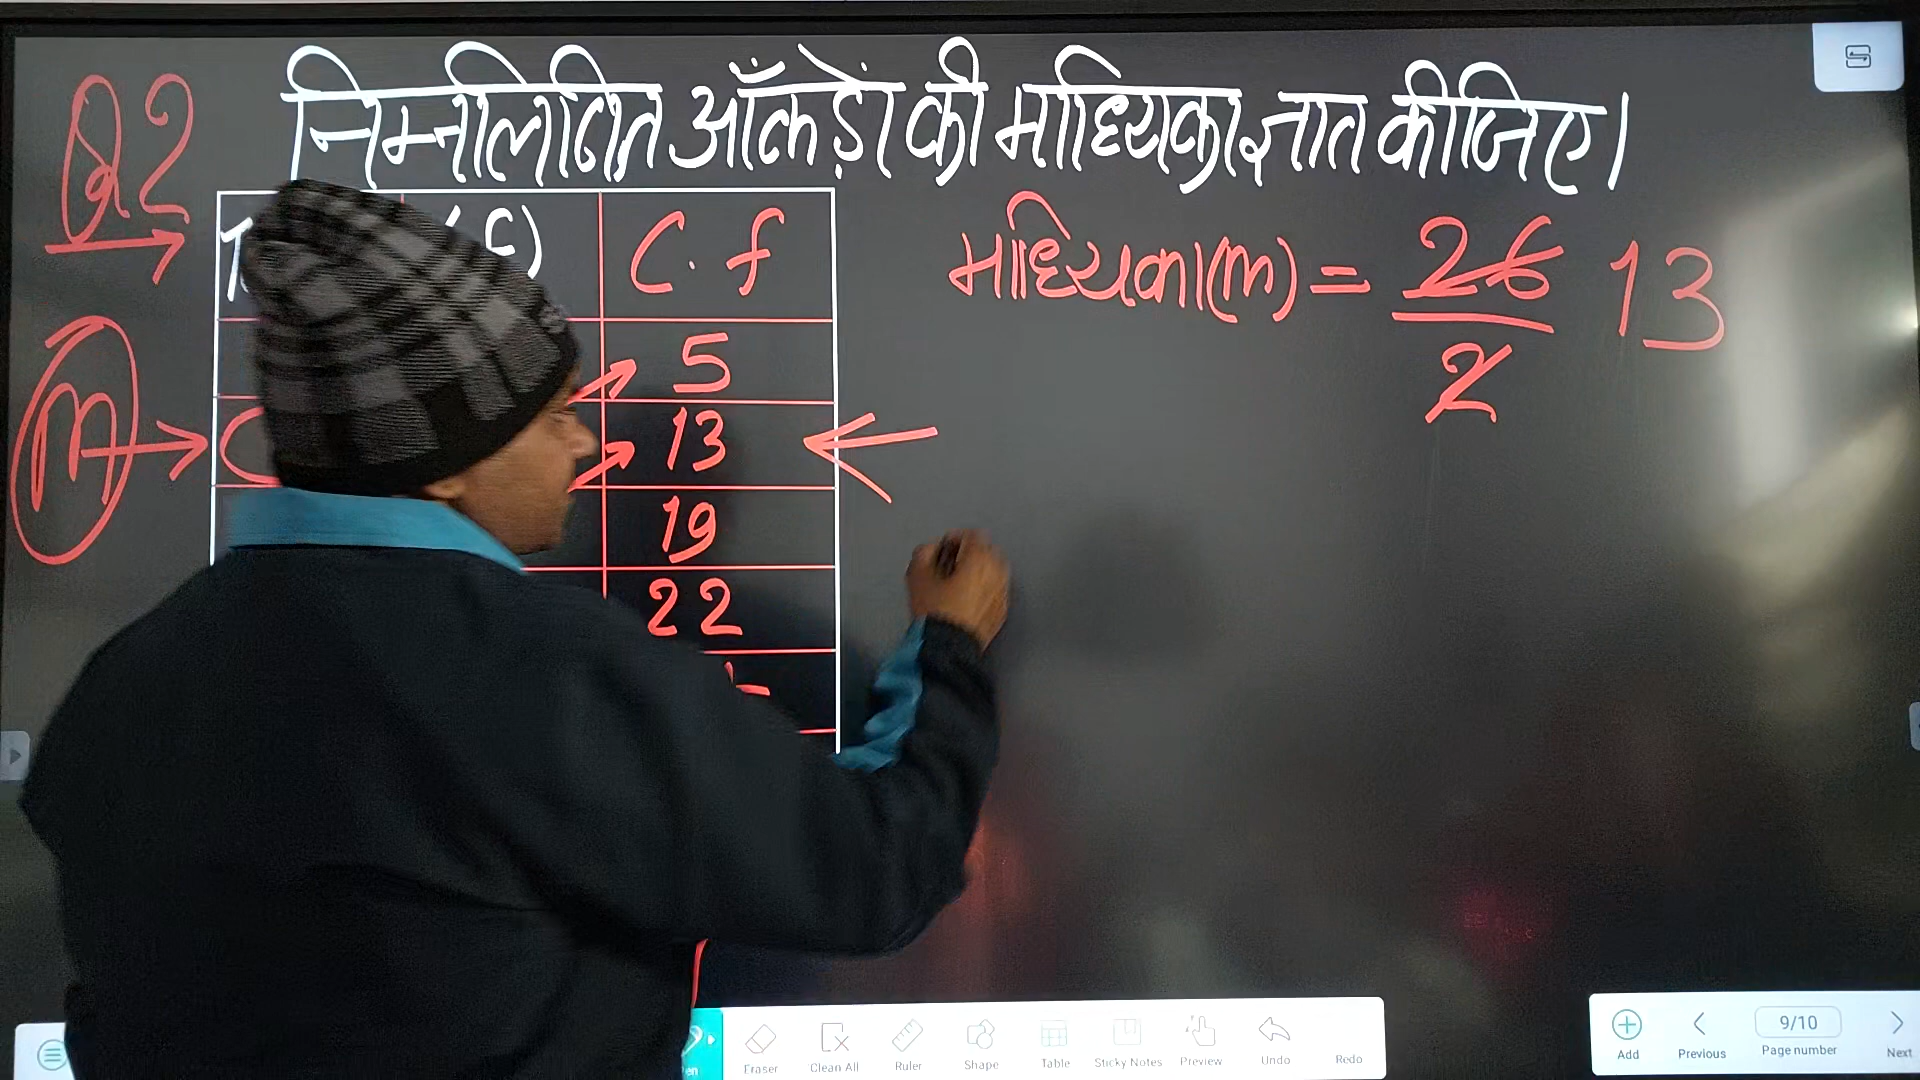 Q2
निम्नलिखित आँकड़ों की माध्यिका ज्ञात कीजिए।
(f) C.f
माध्यिका(m) = 26/2 13
5
m
13
19
22
Eraser Clean All Ruler Shape Table Sticky Notes Preview Undo Redo
Add Previous 9/10 Page number Next